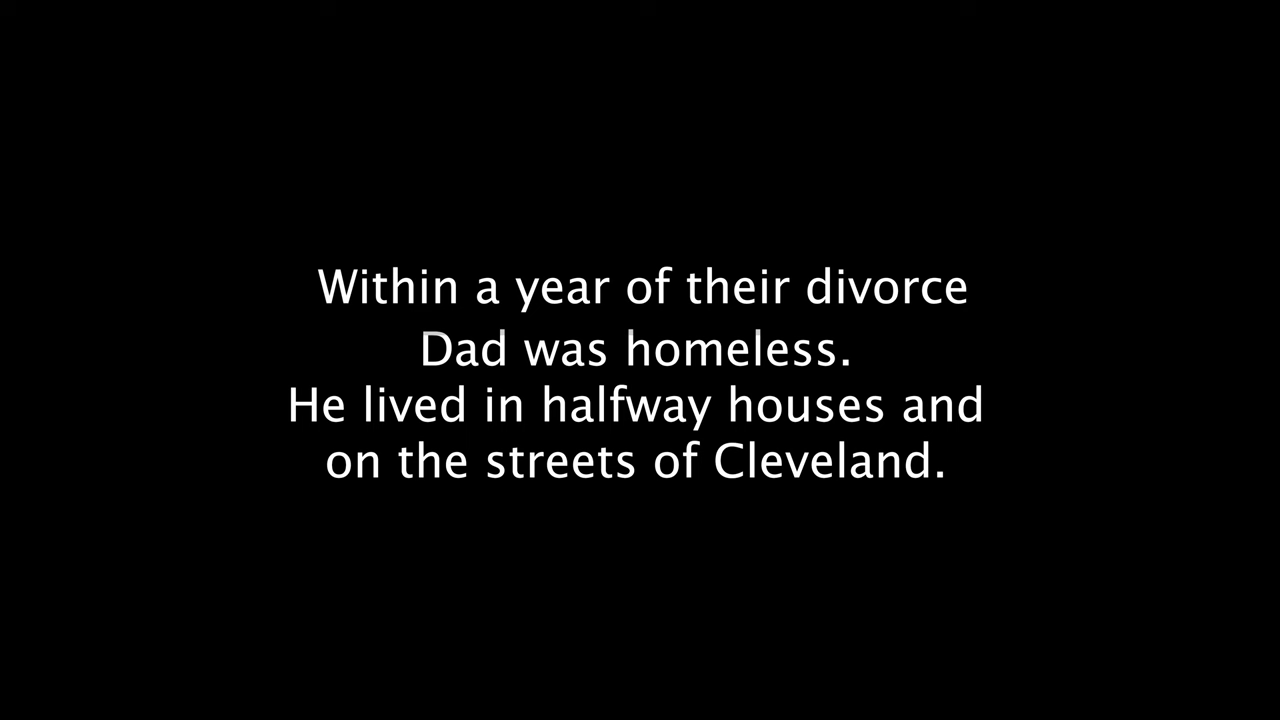 Within a year of their divorce
Dad was homeless.
He lived in halfway houses and
on the streets of Cleveland.